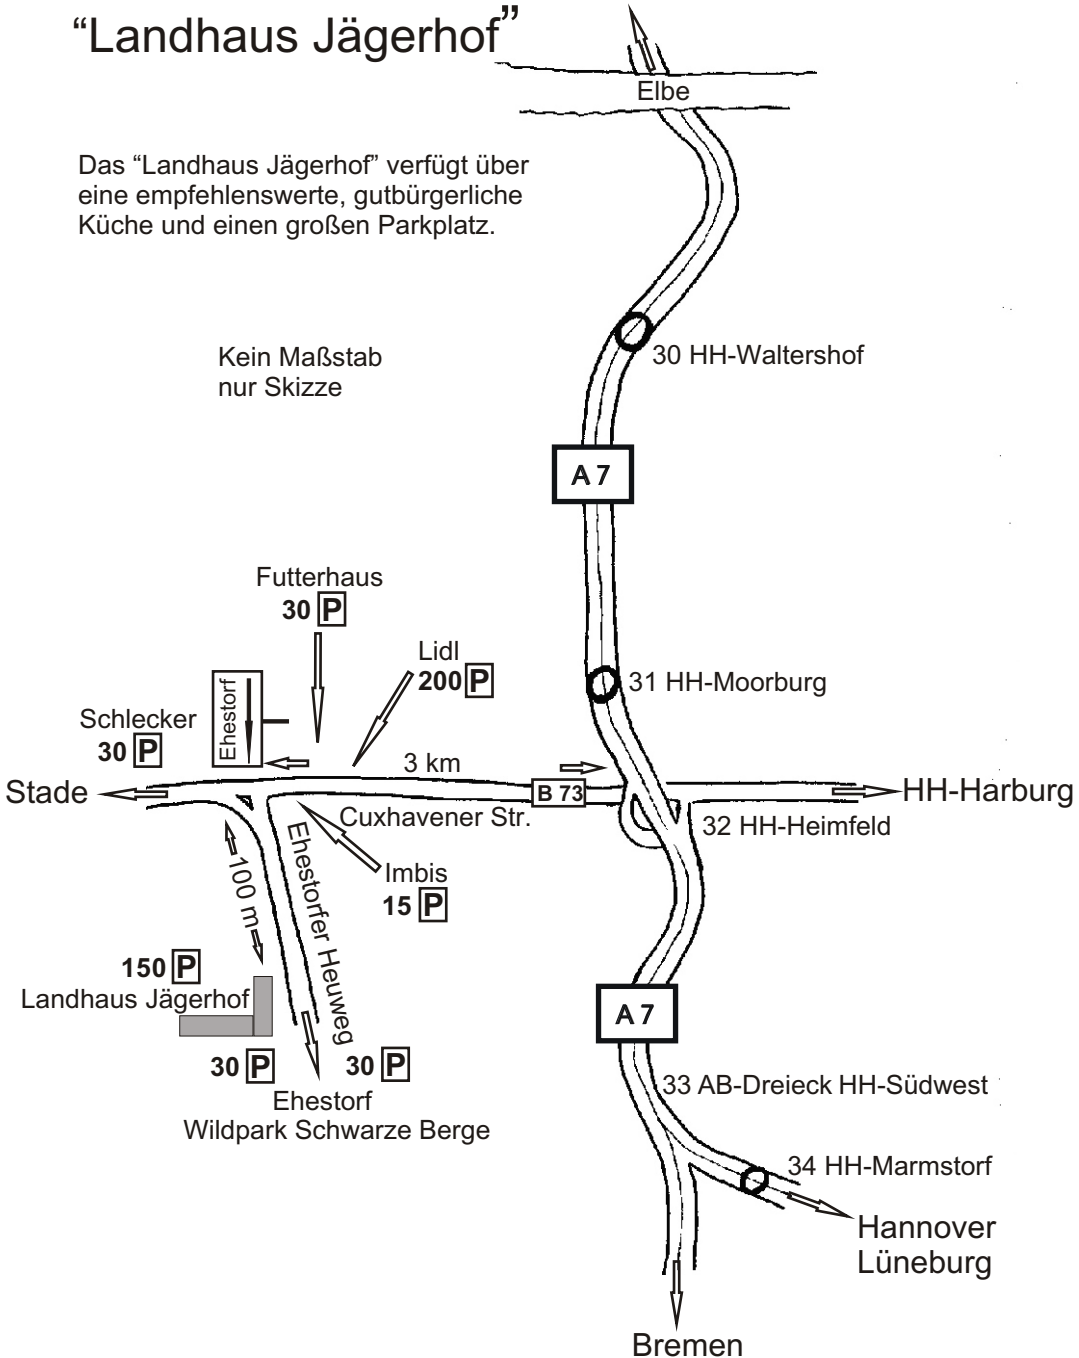 “Landhaus Jägerhof”
Elbe
Das “Landhaus Jägerhof” verfügt über
eine empfehlenswerte, gutbürgerliche
Küche und einen großen Parkplatz.
Kein Maßstab
nur Skizze
30 HH-Waltershof
A 7
Futterhaus
30 P
Lidl
200 P
31 HH-Moorburg
Schlecker
30 P
Ehestorf
3 km
Stade
B 73
HH-Harburg
Cuxhavener Str.
32 HH-Heimfeld
Imbis
15 P
100 m
Ehestorfer Heuweg
150 P
Landhaus Jägerhof
A 7
30 P
30 P
Ehestorf
Wildpark Schwarze Berge
33 AB-Dreieck HH-Südwest
34 HH-Marmstorf
Hannover
Lüneburg
Bremen